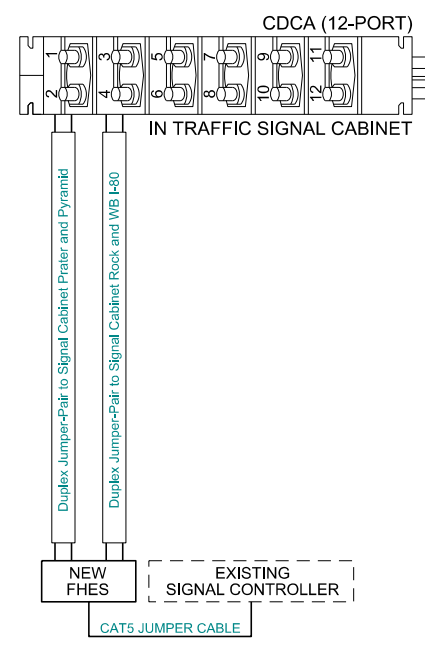 CDCA (12-PORT)
1 3 5 7 9 11
2 4 6 8 10 12
IN TRAFFIC SIGNAL CABINET
Duplex Jumper-Pair to Signal Cabinet Prater and Pyramid
Duplex Jumper-Pair to Signal Cabinet Rock and WB I-80
NEW
FHES
EXISTING
SIGNAL CONTROLLER
CAT5 JUMPER CABLE